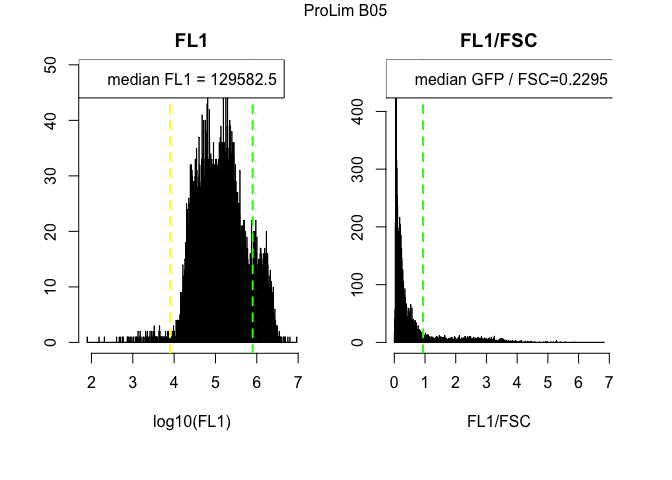 ProLim B05
FL1
median FL1 = 129582.5
50
40
30
20
10
0
2 3 4 5 6 7
log10(FL1)
FL1/FSC
median GFP / FSC=0.2295
400
300
200
100
0
0 1 2 3 4 5 6 7
FL1/FSC